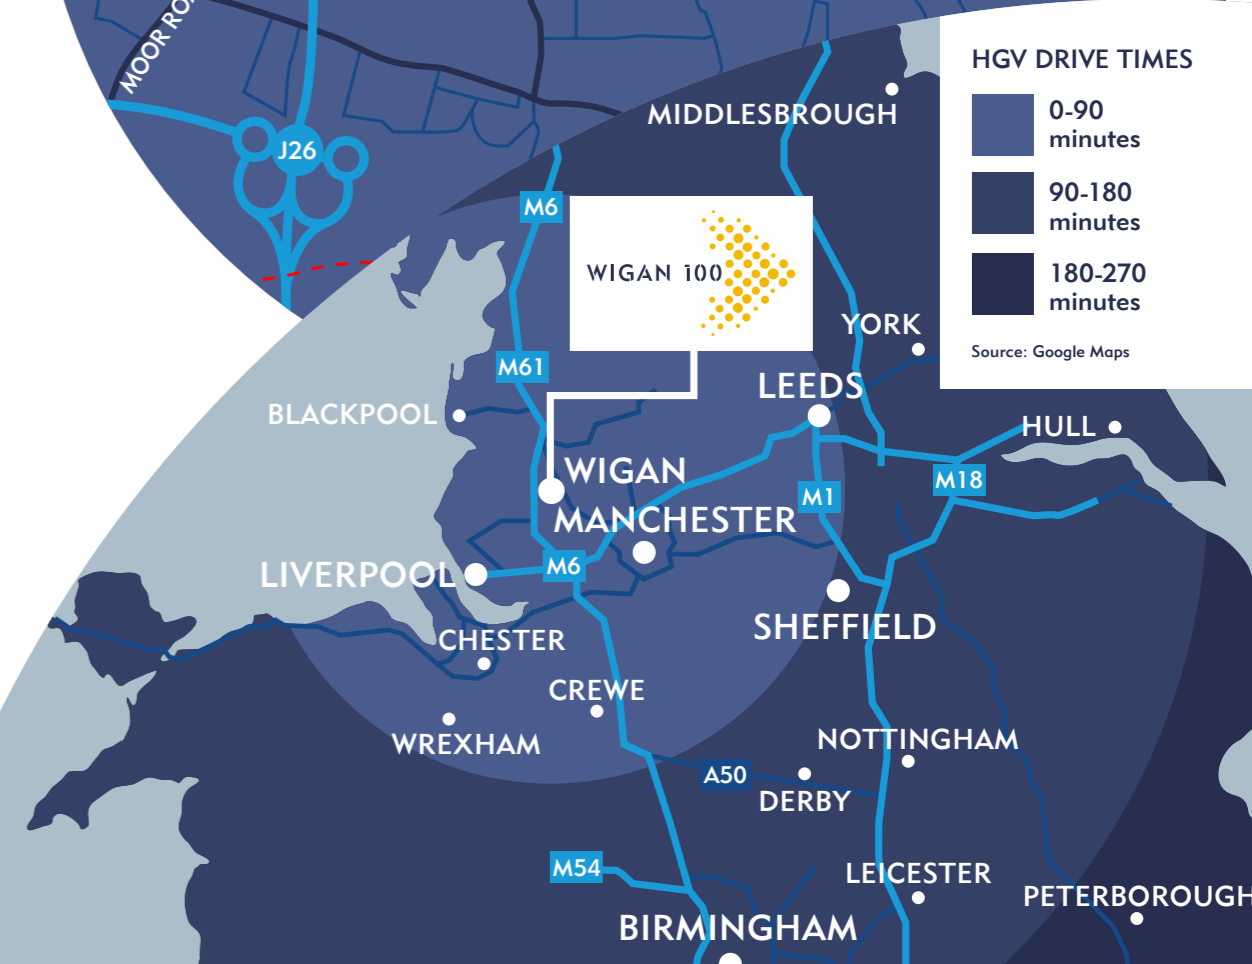 MOOR RO
J26
MIDDLESBROUGH
HGV DRIVE TIMES
0-90
minutes
90-180
minutes
180-270
minutes
Source: Google Maps
M6
WIGAN 100
YORK
M61
LEEDS
BLACKPOOL
HULL
WIGAN
M18
M1
MANCHESTER
M6
LIVERPOOL
SHEFFIELD
CHESTER
CREWE
WREXHAM
NOTTINGHAM
A50
DERBY
M54
LEICESTER
PETERBOROUGH
BIRMINGHAM